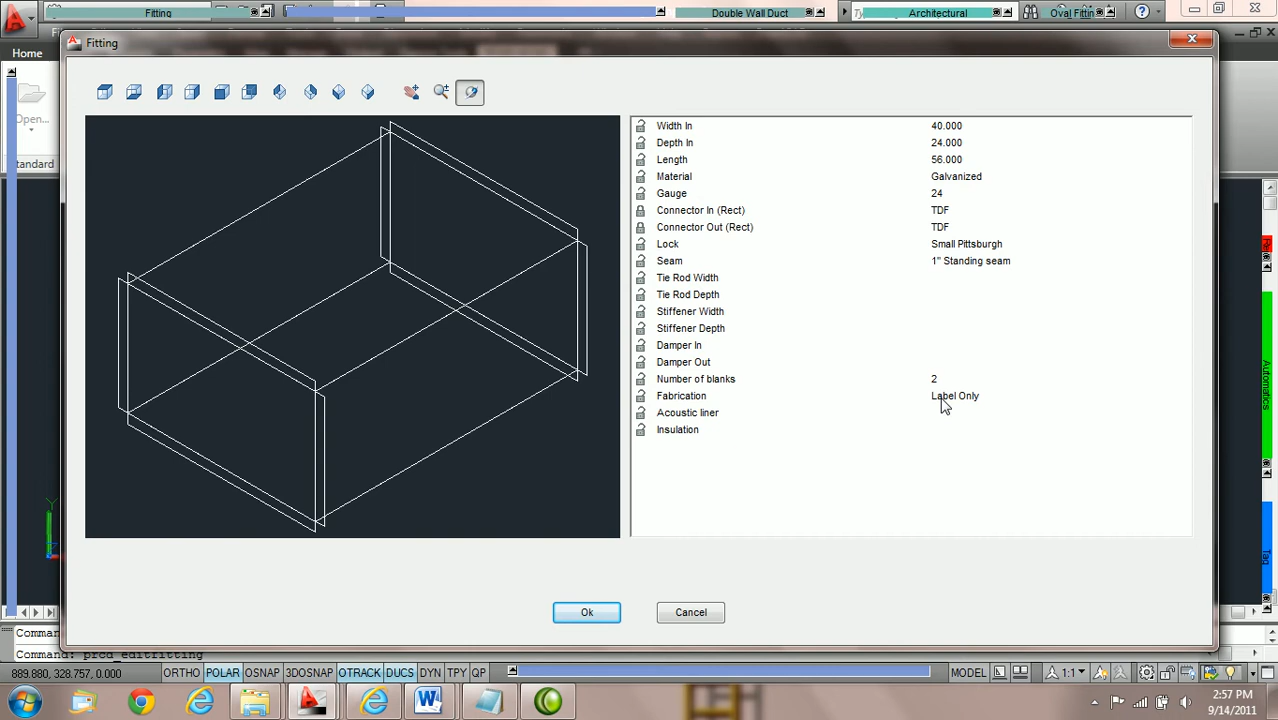 Fitting
Double Wall Duct
Architectural
Oval Fittin
Fitting
Home
Open...
Standard
Width In 40.000
Depth In 24.000
Length 56.000
Material Galvanized
Gauge 24
Connector In (Rect) TDF
Connector Out (Rect) TDF
Lock Small Pittsburgh
Seam 1" Standing seam
Tie Rod Width
Tie Rod Depth
Stiffener Width
Stiffener Depth
Damper In
Damper Out
Number of blanks 2
Fabrication Label Only
Acoustic liner
Insulation
Automatics
Ok Cancel
Command:
Command: prcd_editfitting
889.880, 328.757, 0.000 ORTHO POLAR OSNAP 3DOSNAP OTRACK DUCS DYN TPY QP MODEL 1:1
2:57 PM
9/14/2011